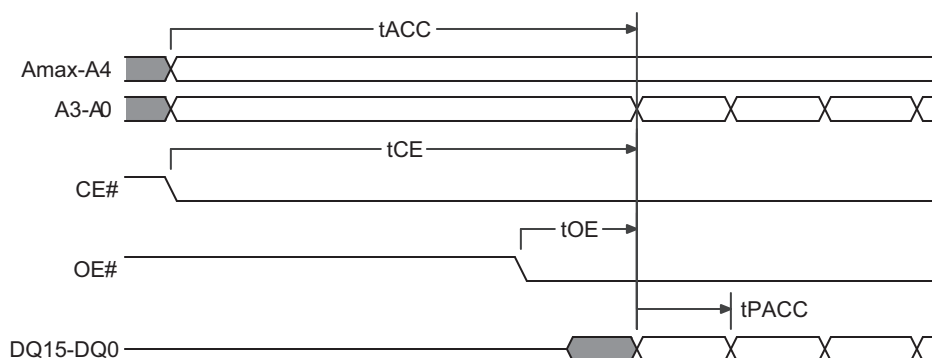 tACC
Amax-A4
A3-A0
tCE
CE#
tOE
OE#
tPACC
DQ15-DQ0